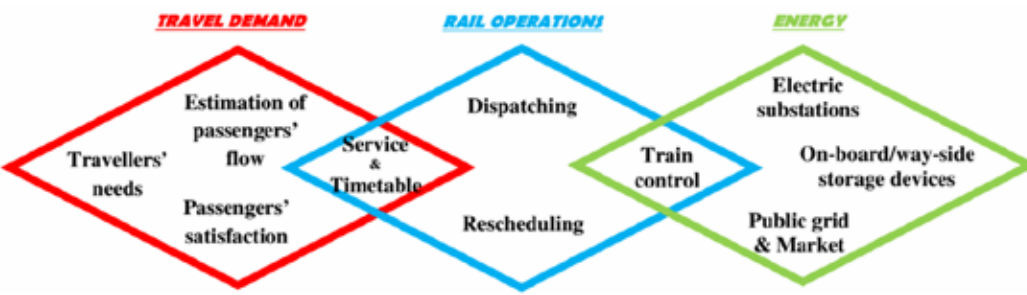 TRAVEL DEMAND
RAIL OPERATIONS
ENERGY
Estimation of
passengers'
flow
Travellers'
needs
Passengers'
satisfaction
Service
&
Timetable
Dispatching
Rescheduling
Train
control
Electric
substations
On-board/way-side
storage devices
Public grid
& Market